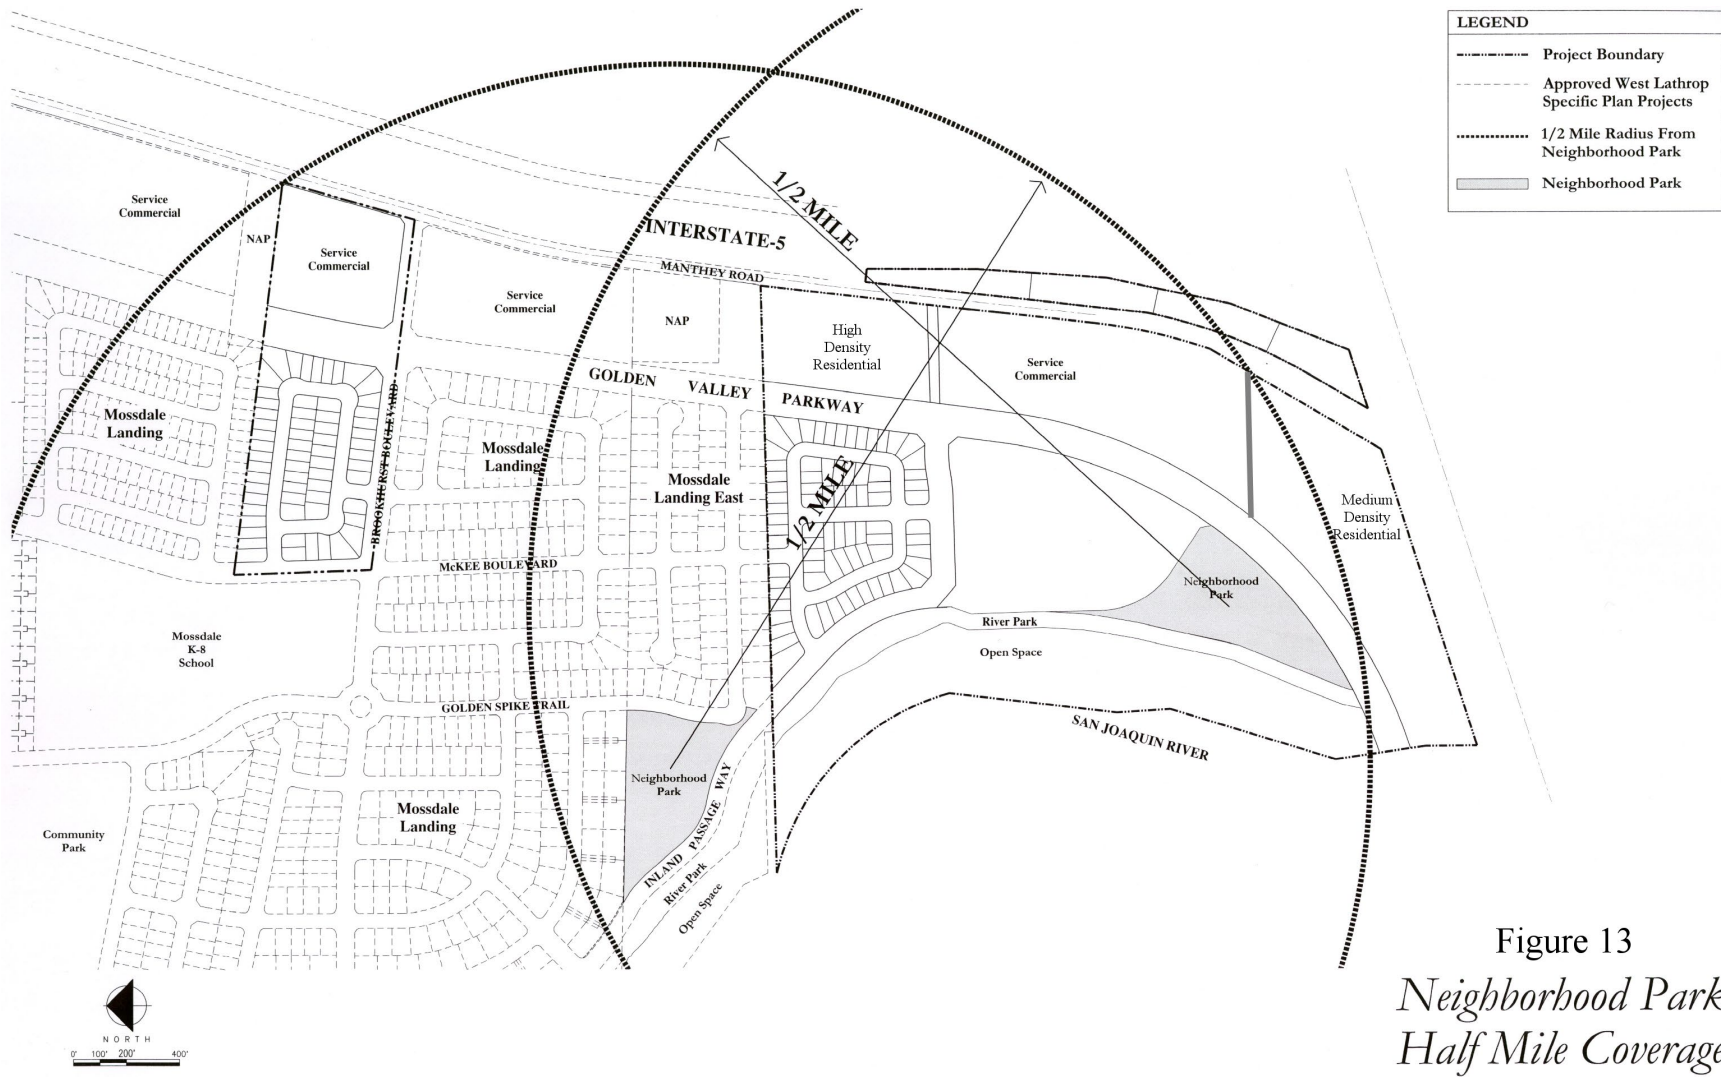 LEGEND
Project Boundary
Approved West Lathrop
Specific Plan Projects
1/2 Mile Radius From
Neighborhood Park
Neighborhood Park
Service
Commercial
NAP
Service
Commercial
1/2 MILE
INTERSTATE-5
MANTHEY ROAD
Service
Commercial
NAP
High
Density
Residential
Service
Commercial
GOLDEN VALLEY PARKWAY
Mossdale
Landing
BROOKHURST BOULEVARD
Mossdale
Landing
Mossdale
Landing East
1/2 MILE
Medium
Density
Residential
McKEE BOULEVARD
Neighborhood
Park
Mossdale
K-8
School
River Park
Open Space
GOLDEN SPIKE TRAIL
SAN JOAQUIN RIVER
Neighborhood
Park
INLAND PASSAGE WAY
River Park
Open Space
Mossdale
Landing
Community
Park
NORTH
0' 100' 200' 400'
Figure 13
Neighborhood Park
Half Mile Coverage